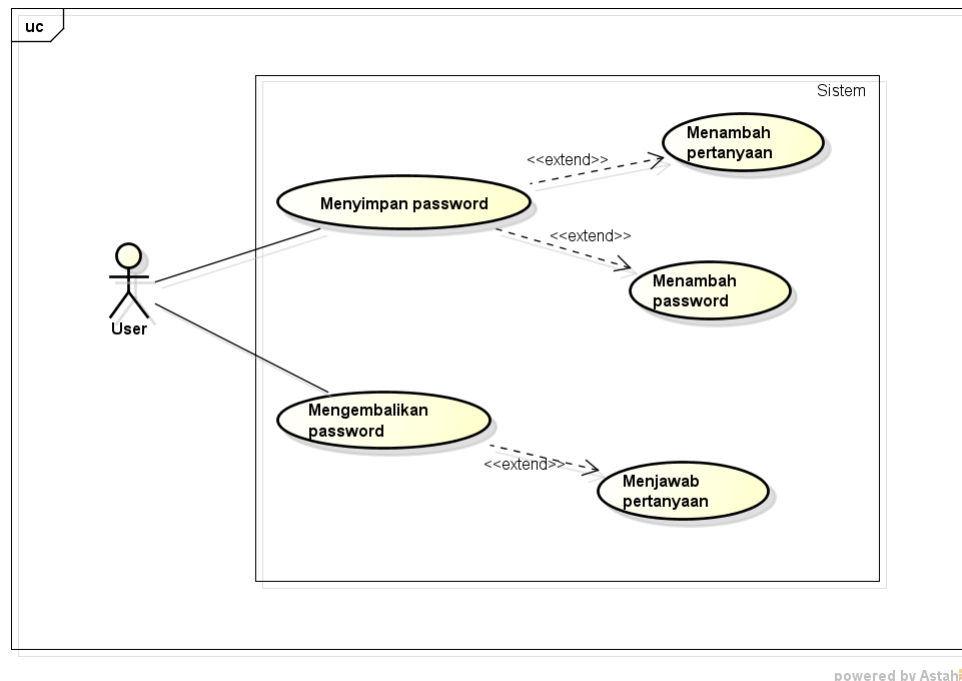 uc
Sistem
Menambah
pertanyaan
<<extend>>
Menyimpan password
<<extend>>
Menambah
password
User
Mengembalikan
password
<<extend>>
Menjawab
pertanyaan
powered by Astah